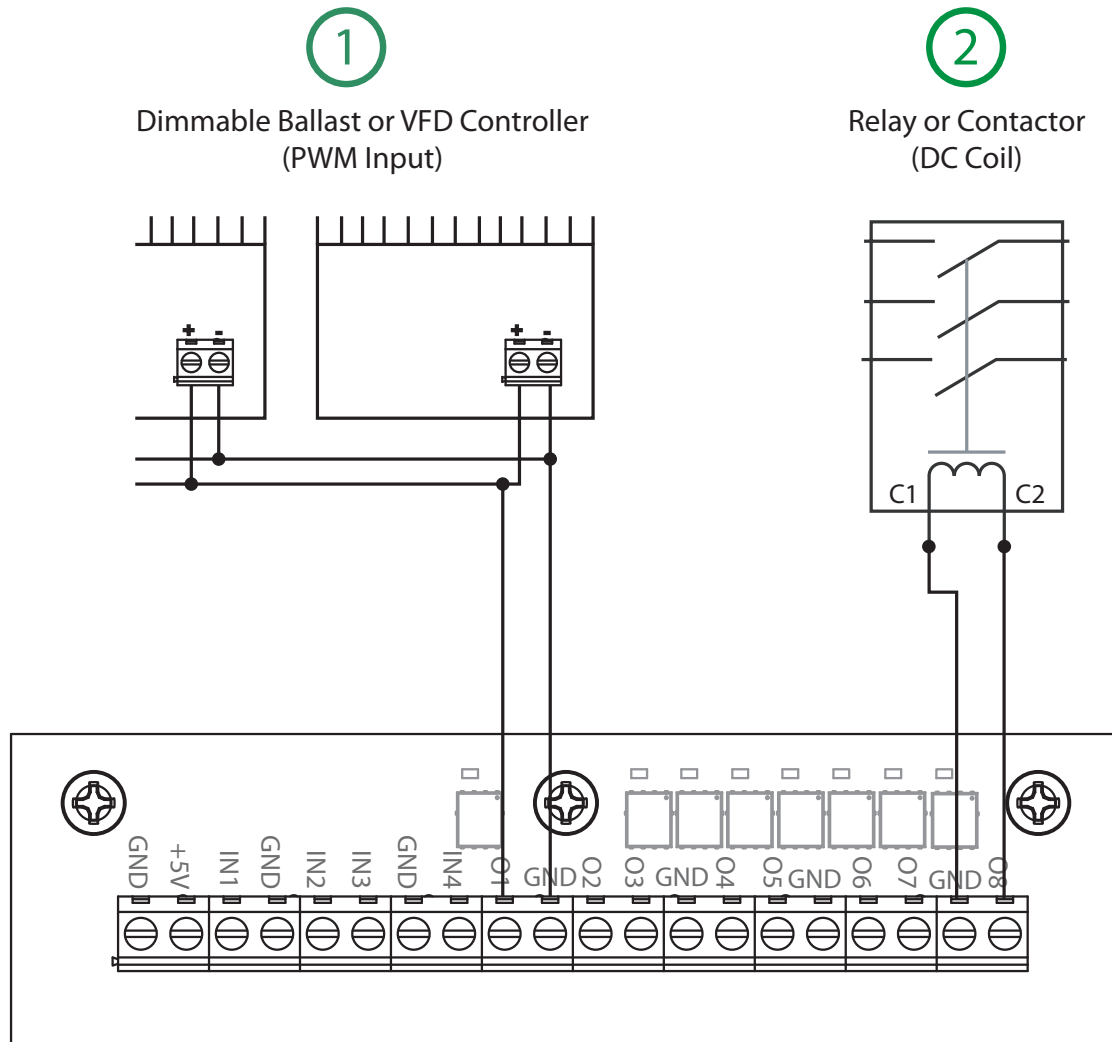 1
Dimmable Ballast or VFD Controller
(PWM Input)
2
Relay or Contactor
(DC Coil)
+ -
+ -
C1 C2
GND +5V IN1 GND IN2 IN3 GND IN4 O1 GND O2 O3 GND O4 O5 GND O6 O7 GND O8